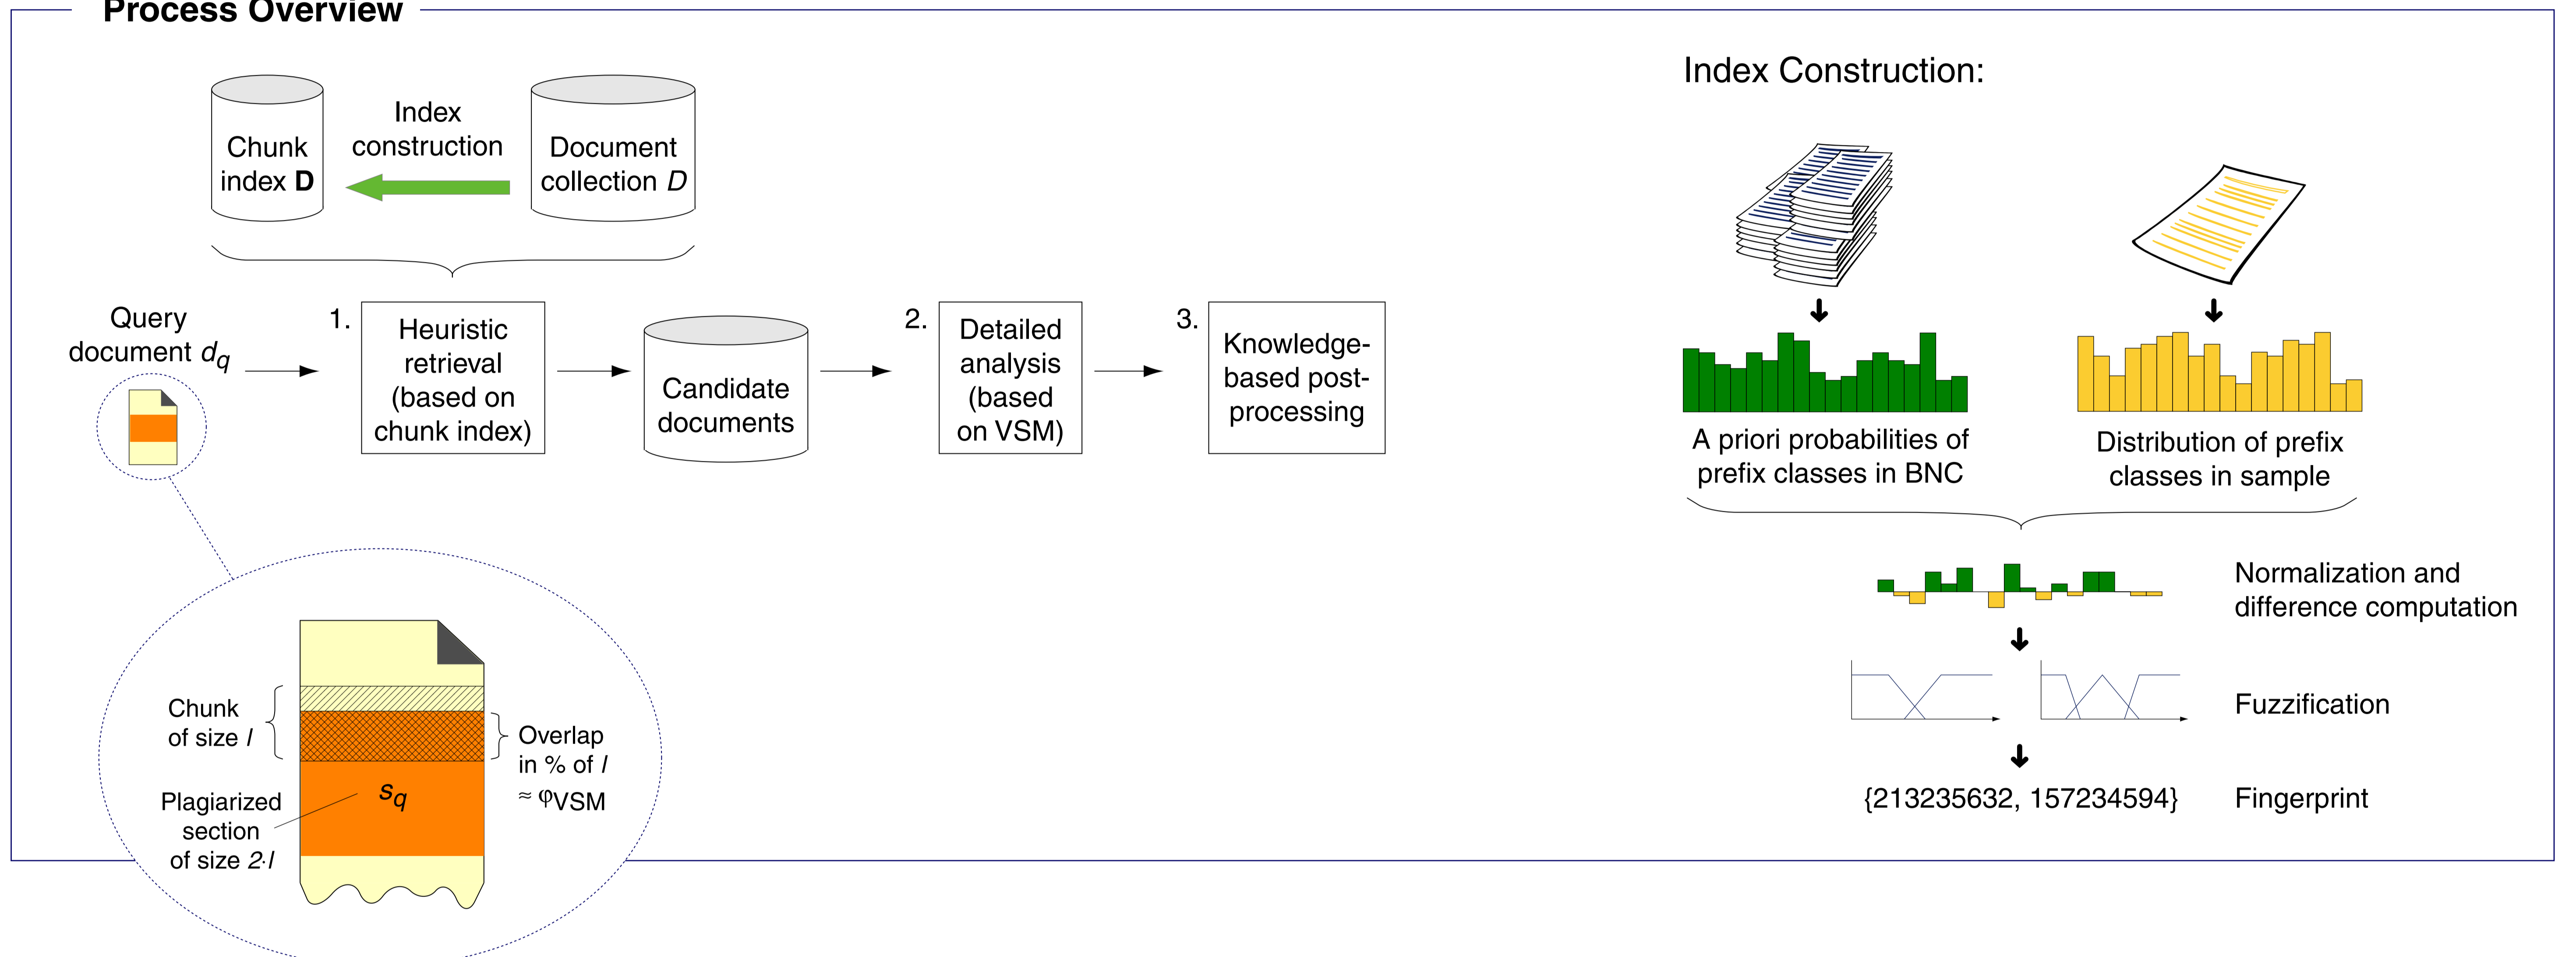 Process Overview
Chunk
index D
Index
construction
Document
collection D
Query
document dq
1.
Heuristic
retrieval
(based on
chunk index)
Candidate
documents
2.
Detailed
analysis
(based
on VSM)
3.
Knowledge-
based post-
processing
Chunk
of size l
Plagiarized
section
of size 2·l
sq
Overlap
in % of l
≈ φVSM
Index Construction:
A priori probabilities of
prefix classes in BNC
Distribution of prefix
classes in sample
Normalization and
difference computation
Fuzzification
{213235632, 157234594}
Fingerprint